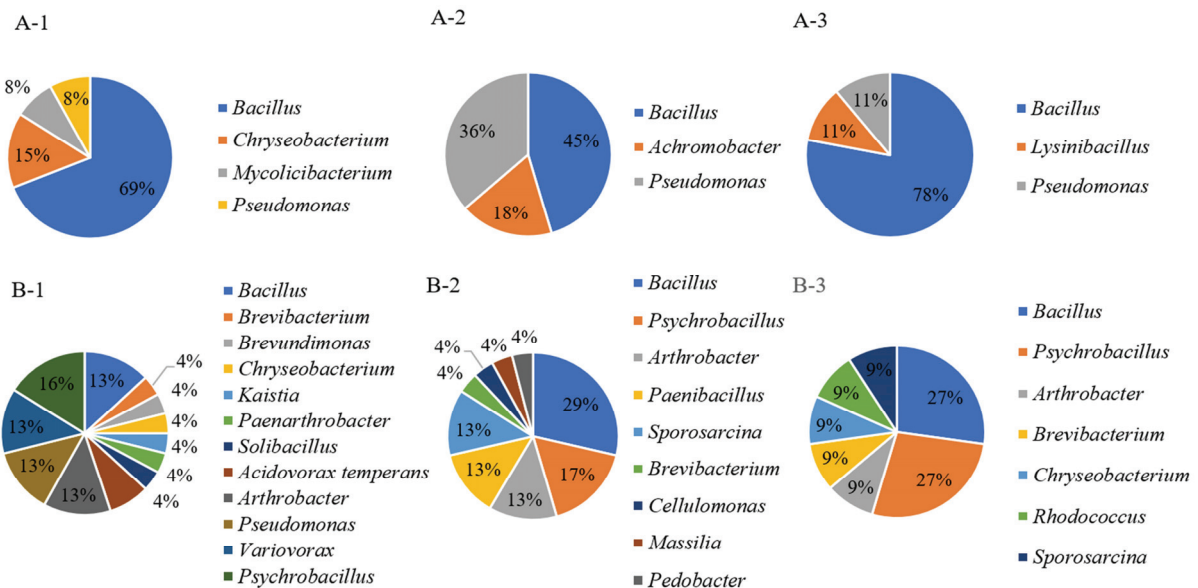 A-1
8%
8%
15%
69%
Bacillus
Chryseobacterium
Mycolicibacterium
Pseudomonas
A-2
36%
45%
18%
Bacillus
Achromobacter
Pseudomonas
A-3
11%
11%
78%
Bacillus
Lysinibacillus
Pseudomonas
B-1
16%
13%
4%
4%
4%
4%
4%
4%
13%
13%
13%
Bacillus
Brevibacterium
Brevundimonas
Chryseobacterium
Kaistia
Paenarthrobacter
Solibacillus
Acidovorax temperans
Arthrobacter
Pseudomonas
Variovorax
Psychrobacillus
B-2
4%
4%
4%
4%
29%
13%
17%
13%
13%
Bacillus
Psychrobacillus
Arthrobacter
Paenibacillus
Sporosarcina
Brevibacterium
Cellulomonas
Massilia
Pedobacter
B-3
9%
27%
9%
9%
9%
27%
9%
Bacillus
Psychrobacillus
Arthrobacter
Brevibacterium
Chryseobacterium
Rhodococcus
Sporosarcina